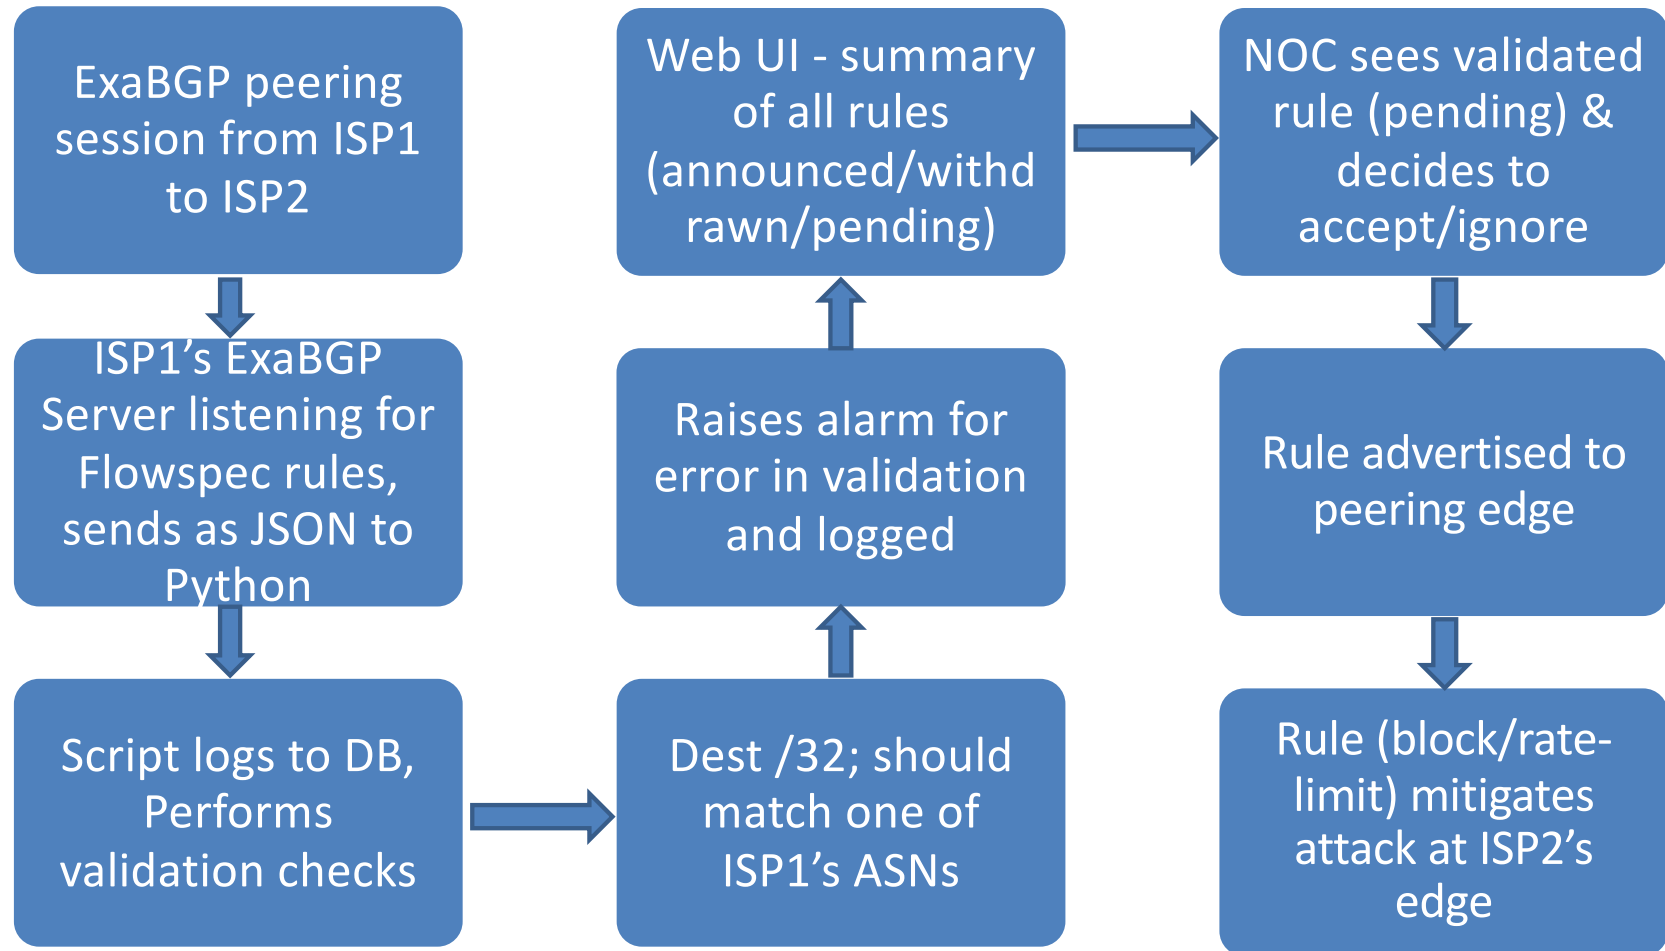 ExaBGP peering
session from ISP1
to ISP2
ISP1’s ExaBGP
Server listening for
Flowspec rules,
sends as JSON to
Python
Script logs to DB,
Performs
validation checks
Dest /32; should
match one of
ISP1’s ASNs
Raises alarm for
error in validation
and logged
Web UI - summary
of all rules
(announced/withd
rawn/pending)
NOC sees validated
rule (pending) &
decides to
accept/ignore
Rule advertised to
peering edge
Rule (block/rate-
limit) mitigates
attack at ISP2’s
edge